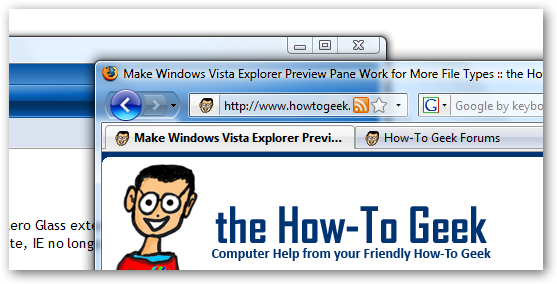 Make Windows Vista Explorer Preview Pane Work for More File Types :: the Ho
http://www.howtogeek.
G Google by keybo
Make Windows Vista Explorer Previ... How-To Geek Forums
the How-To Geek
Computer Help from your Friendly How-To Geek
ero Glass exte
te, IE no long